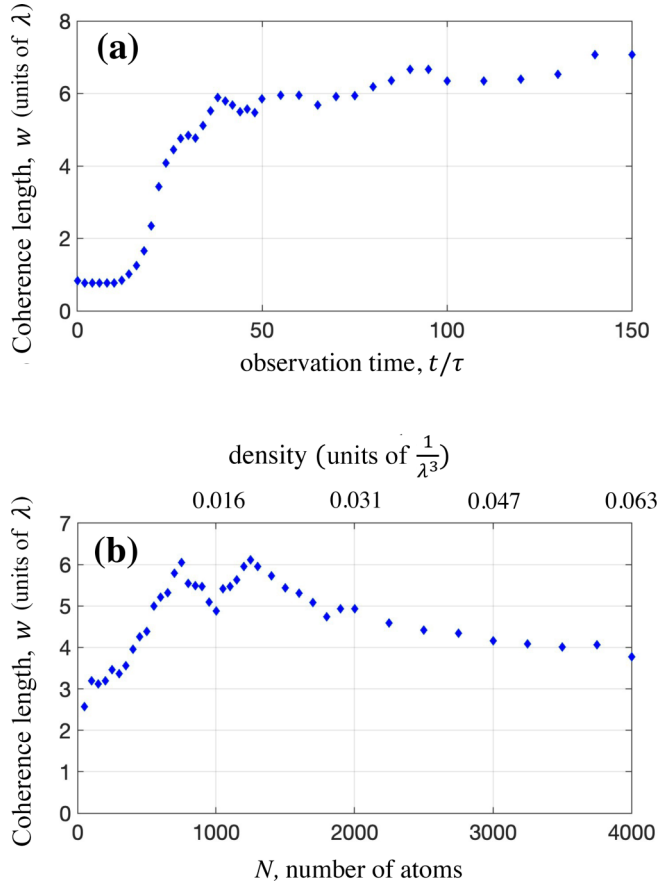 (a)
Coherence length, w (units of λ)
8
6
4
2
0
0 50 100 150
observation time, t/τ
density (units of 1/λ³)
0.016 0.031 0.047 0.063
(b)
Coherence length, w (units of λ)
7
6
5
4
3
2
1
0
0 1000 2000 3000 4000
N, number of atoms